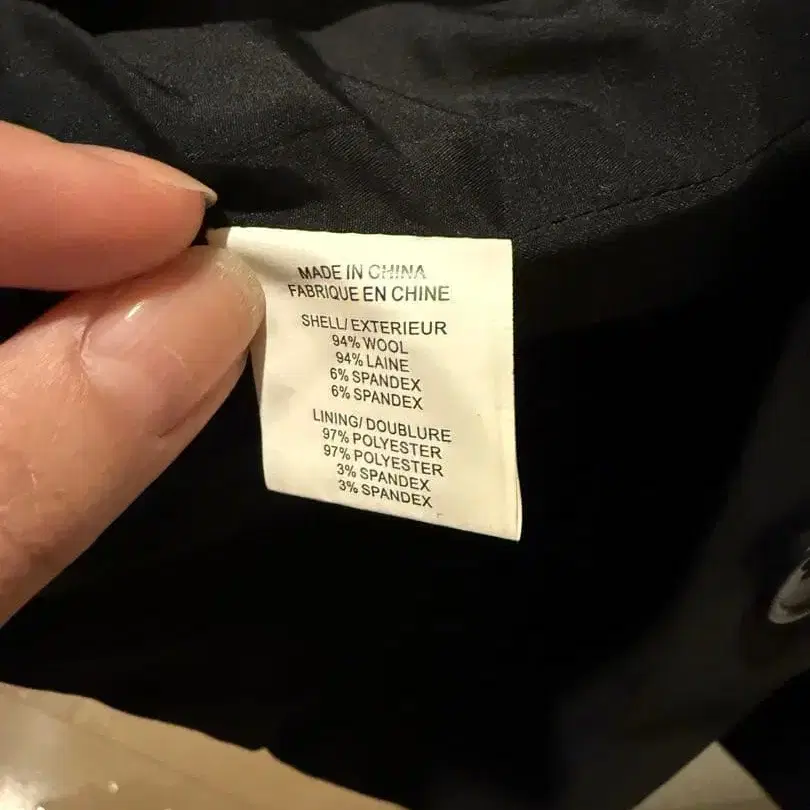 MADE IN CHINA
FABRIQUE EN CHINE
SHELL/EXTERIEUR
94% WOOL
94% LAINE
6% SPANDEX
6% SPANDEX
LINING/DOUBLURE
97% POLYESTER
97% POLYESTER
3% SPANDEX
3% SPANDEX